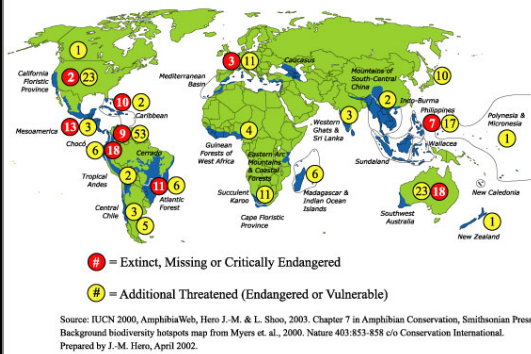 1
California
Floristic
Province
2 23
Mediterranean
Basin
3 11
Caucasus
Mountains of
South-Central
China
10
10 2
Caribbean
2
Indo-Burma
Philippines
Mesoamerica
13 3
Western
Ghats &
Sri Lanka
3
7 17
Polynesia &
Micronesia
1
Chocó
9 53
6 18
Guinean
Forests of
West Africa
4
Wallacea
Cerrado
Eastern Arc
Mountains
& Coastal
Forests
Sundaland
Tropical
Andes
2
11 6
Atlantic
Forest
Succulent
Karoo
11
6
Madagascar &
Indian Ocean
Islands
23 18
New Caledonia
Central
Chile
3
5
Cape Floristic
Province
Southwest
Australia
1
New Zealand
# = Extinct, Missing or Critically Endangered
# = Additional Threatened (Endangered or Vulnerable)
Source: IUCN 2000, AmphibiaWeb, Hero J.-M. & L. Shoo, 2003. Chapter 7 in Amphibian Conservation, Smithsonian Press
Background biodiversity hotspots map from Myers et. al., 2000. Nature 403:853-858 c/o Conservation International.
Prepared by J.-M. Hero, April 2002.